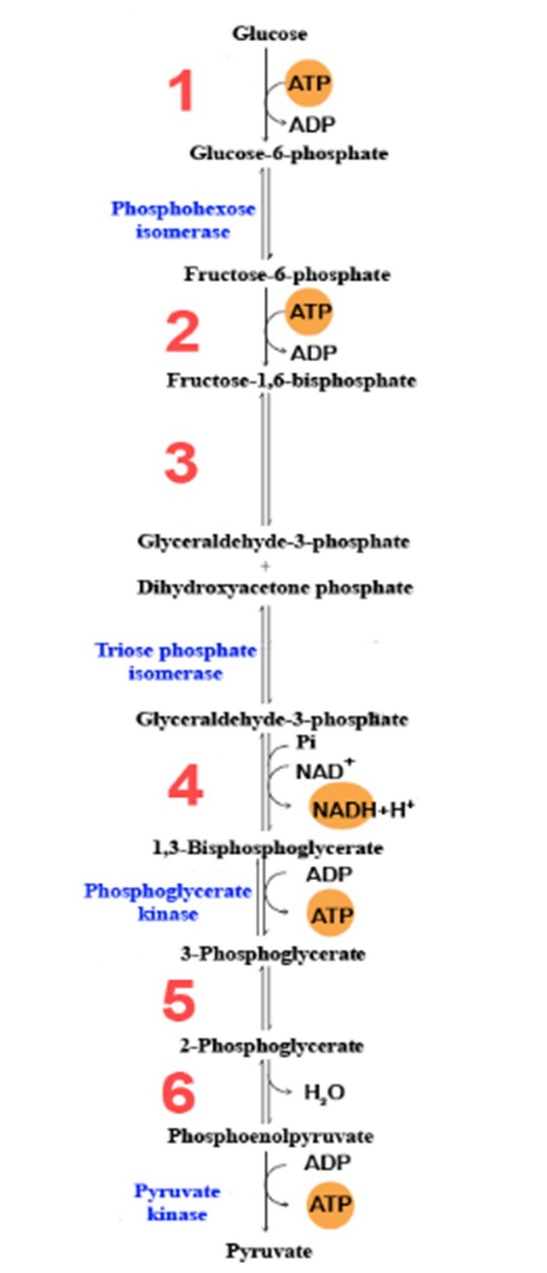 Glucose
1
ATP
ADP
Glucose-6-phosphate
Phosphohexose
isomerase
Fructose-6-phosphate
2
ATP
ADP
Fructose-1,6-bisphosphate
3
Glyceraldehyde-3-phosphate
+
Dihydroxyacetone phosphate
Triose phosphate
isomerase
Glyceraldehyde-3-phosphate
Pi
4
NAD⁺
NADH+H⁺
1,3-Bisphosphoglycerate
ADP
Phosphoglycerate
kinase
ATP
3-Phosphoglycerate
5
2-Phosphoglycerate
6
H₂O
Phosphoenolpyruvate
ADP
Pyruvate
kinase
ATP
Pyruvate